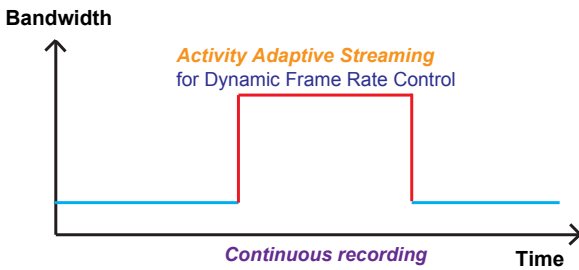 Bandwidth
Activity Adaptive Streaming
for Dynamic Frame Rate Control
Continuous recording
Time